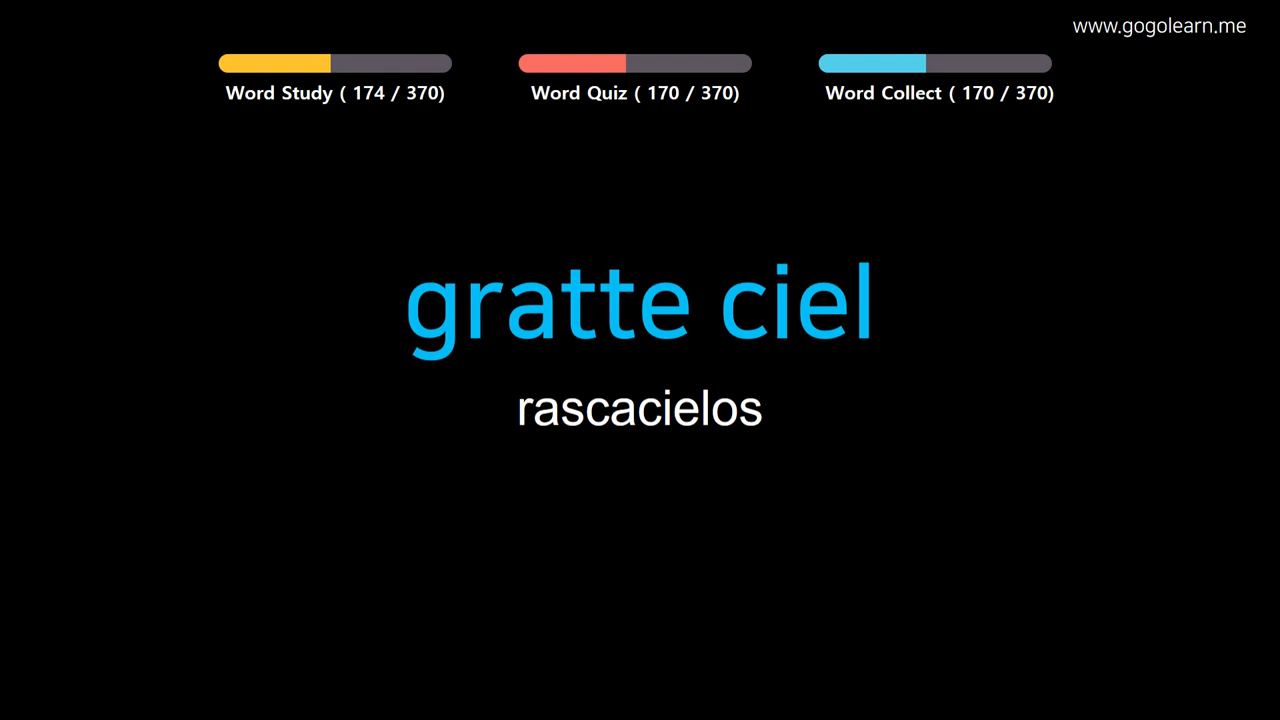 www.gogolearn.me
Word Study ( 174 / 370)
Word Quiz ( 170 / 370)
Word Collect ( 170 / 370)
gratte ciel
rascacielos